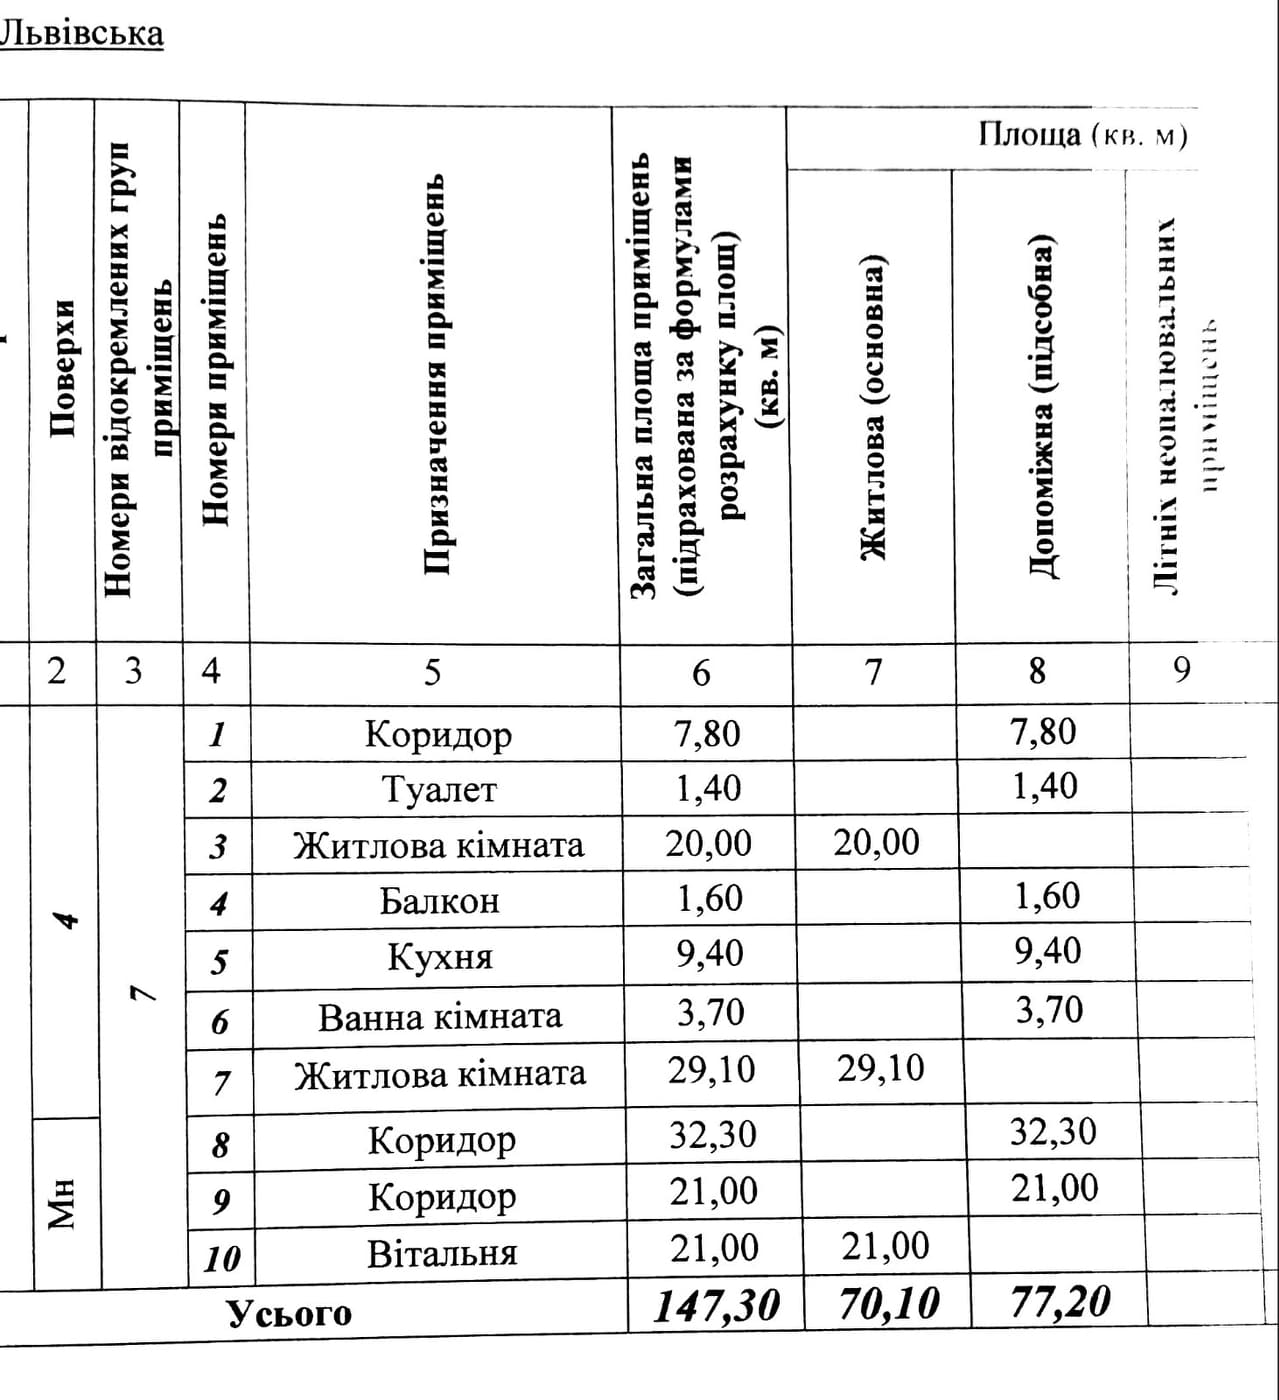 Львівська
Площа (кв. м)
Поверхи
Номери відокремлених груп
приміщень
Номери приміщень
Призначення приміщень
Загальна площа приміщень
(підрахована за формулами
розрахунку площ)
(кв. м)
Житлова (основна)
Допоміжна (підсобна)
Літніх неопалювальних
приміщень
2 3 4 5 6 7 8 9
4 7
1 Коридор 7,80 7,80
2 Туалет 1,40 1,40
3 Житлова кімната 20,00 20,00
4 Балкон 1,60 1,60
5 Кухня 9,40 9,40
6 Ванна кімната 3,70 3,70
7 Житлова кімната 29,10 29,10
Мн
8 Коридор 32,30 32,30
9 Коридор 21,00 21,00
10 Вітальня 21,00 21,00
Усього 147,30 70,10 77,20